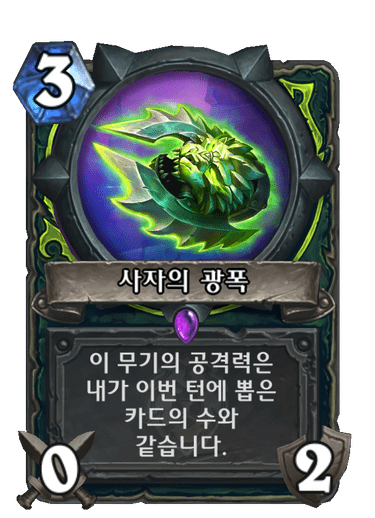 3
사자의 광폭
이 무기의 공격력은
내가 이번 턴에 뽑은
카드의 수와
같습니다.
0
2